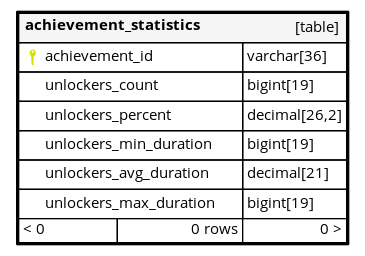 achievement_statistics [table]
achievement_id varchar[36]
unlockers_count bigint[19]
unlockers_percent decimal[26,2]
unlockers_min_duration bigint[19]
unlockers_avg_duration decimal[21]
unlockers_max_duration bigint[19]
< 0 0 rows 0 >